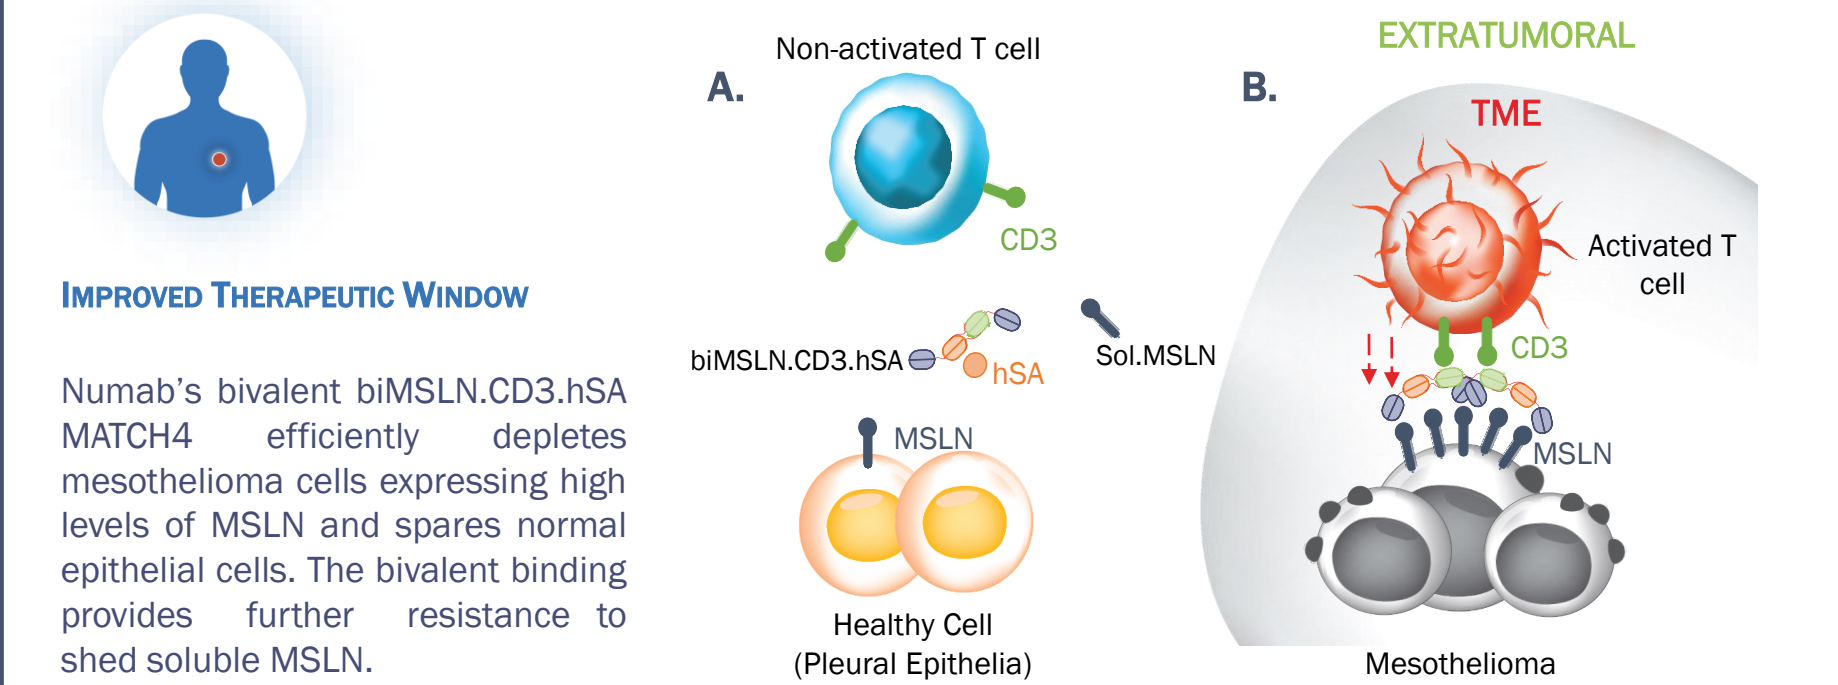 IMPROVED THERAPEUTIC WINDOW
Numab's bivalent biMSLN.CD3.hSA
MATCH4 efficiently depletes
mesothelioma cells expressing high
levels of MSLN and spares normal
epithelial cells. The bivalent binding
provides further resistance to
shed soluble MSLN.
A.
Non-activated T cell
CD3
biMSLN.CD3.hSA
hSA
Sol.MSLN
MSLN
Healthy Cell
(Pleural Epithelia)
B.
EXTRATUMORAL
TME
Activated T
cell
CD3
MSLN
Mesothelioma